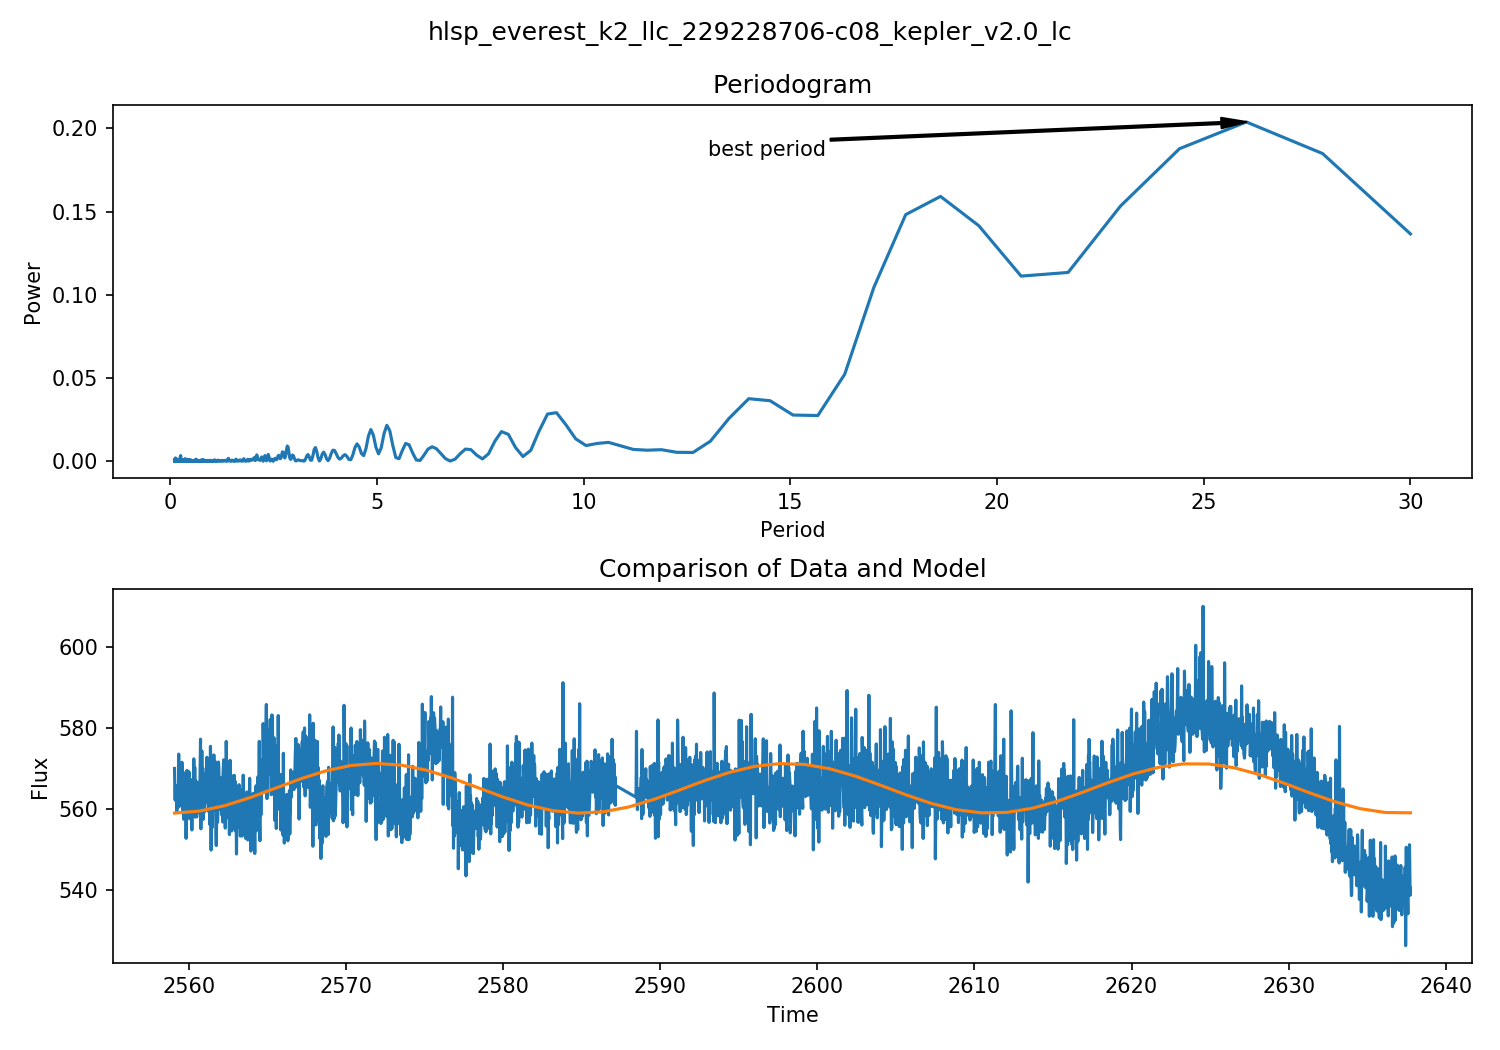 hlsp_everest_k2_llc_229228706-c08_kepler_v2.0_lc
Periodogram
0.20
0.15
0.10
0.05
0.00
Power
best period
0 5 10 15 20 25 30
Period
Comparison of Data and Model
600
580
560
540
Flux
2560 2570 2580 2590 2600 2610 2620 2630 2640
Time